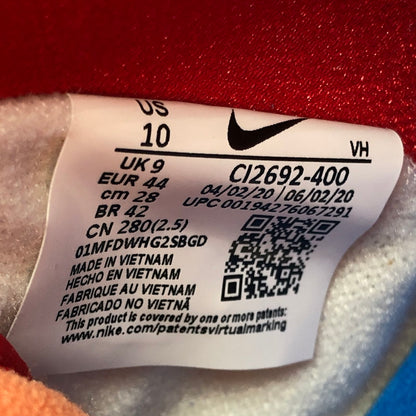 US
10
VH
UK 9
EUR 44
cm 28
BR 42
CN 280(2.5)
01MFDWHG2SBGD
CI2692-400
04/02/20 / 06/02/20
UPC 00194276067291
MADE IN VIETNAM
HECHO EN VIETNAM
FABRIQUE AU VIETNAM
FABRICADO NO VIETNÃ
This product is covered by one or more patents. See
www.nike.com/patentsvirtualmarking